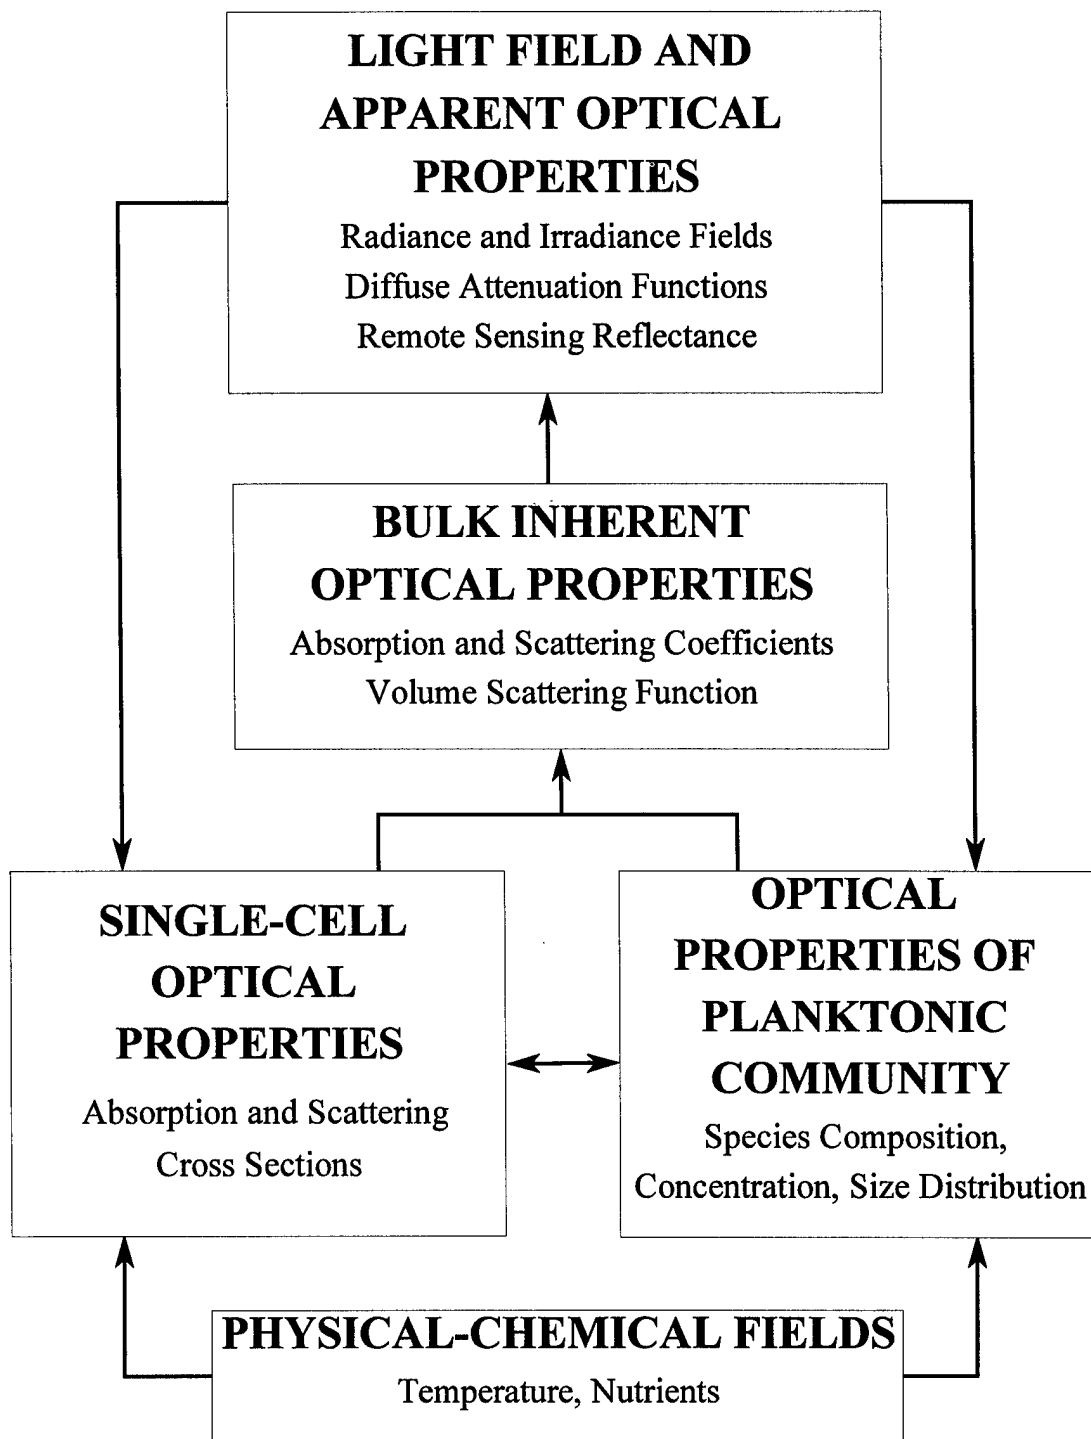 LIGHT FIELD AND
APPARENT OPTICAL
PROPERTIES
Radiance and Irradiance Fields
Diffuse Attenuation Functions
Remote Sensing Reflectance
BULK INHERENT
OPTICAL PROPERTIES
Absorption and Scattering Coefficients
Volume Scattering Function
SINGLE-CELL
OPTICAL
PROPERTIES
Absorption and Scattering
Cross Sections
OPTICAL
PROPERTIES OF
PLANKTONIC
COMMUNITY
Species Composition,
Concentration, Size Distribution
PHYSICAL-CHEMICAL FIELDS
Temperature, Nutrients